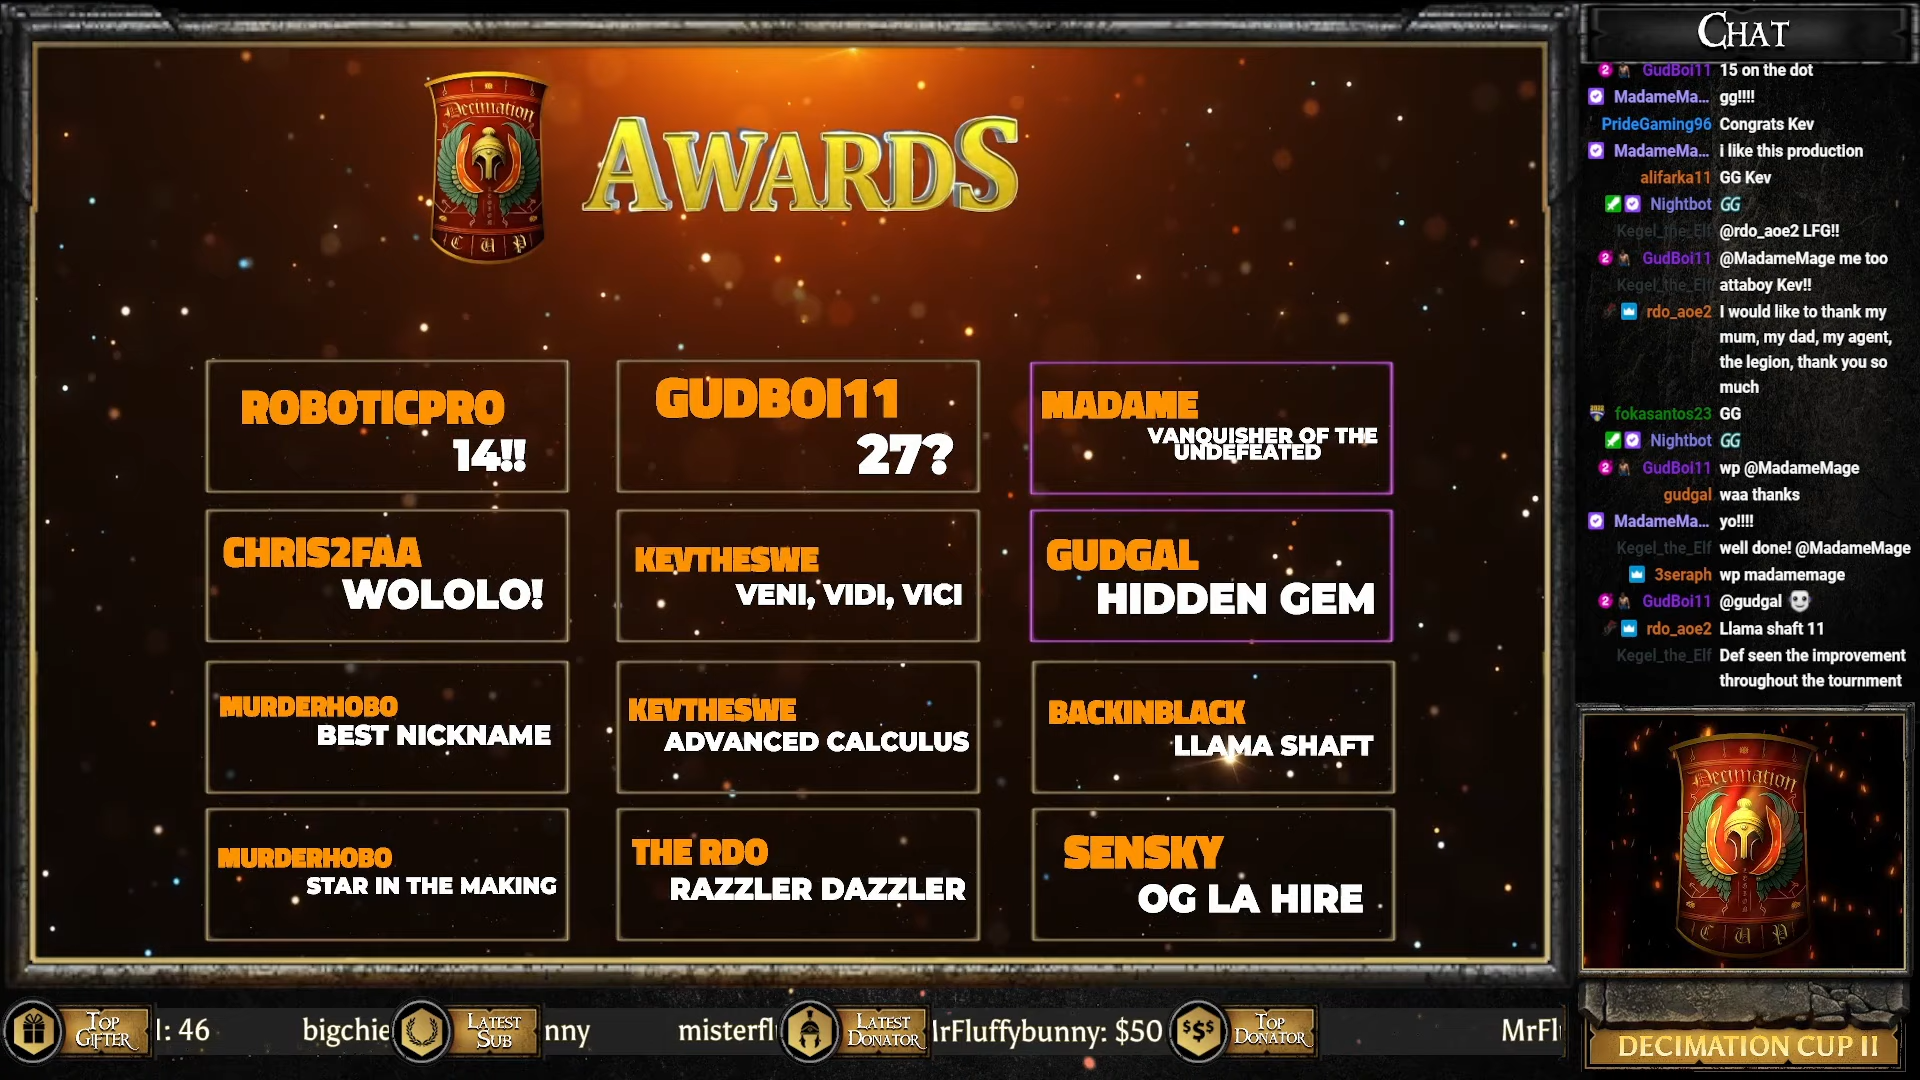 Decimation
CUP
AWARDS
ROBOTICPRO
14!!
GUDBOI11
27?
MADAME
VANQUISHER OF THE
UNDEFEATED
CHRIS2FAA
WOLOLO!
KEVTHESWE
VENI, VIDI, VICI
GUDGAL
HIDDEN GEM
MURDERHOBO
BEST NICKNAME
KEVTHESWE
ADVANCED CALCULUS
BACKINBLACK
LLAMA SHAFT
MURDERHOBO
STAR IN THE MAKING
THE RDO
RAZZLER DAZZLER
SENSKY
OG LA HIRE
CHAT
2 GudBoi11 15 on the dot
MadameMa... gg!!!!
PrideGaming96 Congrats Kev
MadameMa... i like this production
alifarka11 GG Kev
Nightbot GG
Kegel_the_Elf @rdo_aoe2 LFG!!
2 GudBoi11 @MadameMage me too
Kegel_the_Elf attaboy Kev!!
rdo_aoe2 I would like to thank my
mum, my dad, my agent,
the legion, thank you so
much
fokasantos23 GG
Nightbot GG
2 GudBoi11 wp @MadameMage
gudgal waa thanks
MadameMa... yo!!!!
Kegel_the_Elf well done! @MadameMage
3seraph wp madamemage
2 GudBoi11 @gudgal
rdo_aoe2 Llama shaft 11
Kegel_the_Elf Def seen the improvement
throughout the tournment
Decimation
CUP
TOP
GIFTER
l: 46 bigchie
LATEST
SUB
nny misterfl
LATEST
DONATOR
MrFluffybunny: $50
$$$
TOP
DONATOR
MrFl
DECIMATION CUP II